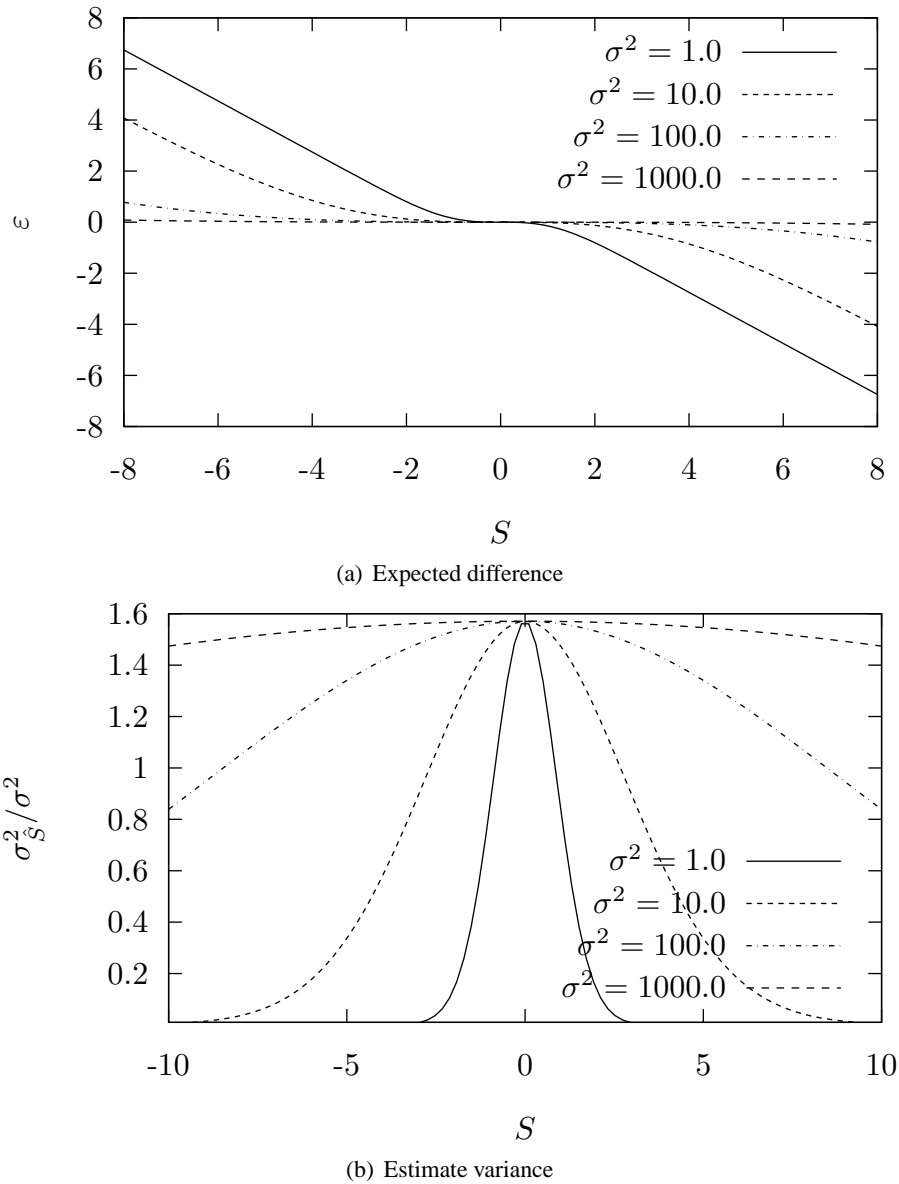 8
6
4
2
0
-2
-4
-6
-8
ε
σ² = 1.0
σ² = 10.0
σ² = 100.0
σ² = 1000.0
-8 -6 -4 -2 0 2 4 6 8
S
(a) Expected difference
1.6
1.4
1.2
1
0.8
0.6
0.4
0.2
σ²_Ŝ/σ²
σ² = 1.0
σ² = 10.0
σ² = 100.0
σ² = 1000.0
-10 -5 0 5 10
S
(b) Estimate variance